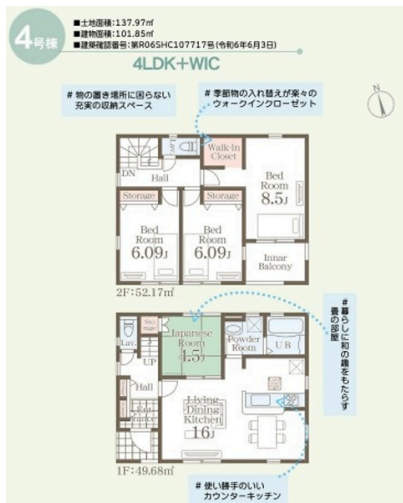 4号棟
■土地面積:137.97㎡
■建物面積:101.85㎡
■建築確認番号:第R06SHC107717号(令和6年6月3日)
4LDK+WIC
# 物の置き場所に困らない
充実の収納スペース
# 季節物の入れ替えが楽々の
ウォークインクローゼット
N
Lav.
Walk-In
Closet
DN
Hall
Bed
Room
8.5J
Storage
Storage
Bed
Room
6.09J
Bed
Room
6.09J
Innar
Balcony
2F:52.17㎡
# 暮らしに和の趣をもたらす
畳の部屋
Lav.
Sto
rage
UP
Japanese
Room
4.5J
Powder
Room
U B
Hall
Ent
rance
Living
Dining
Kitchen
16J
1F:49.68㎡
# 使い勝手のいい
カウンターキッチン